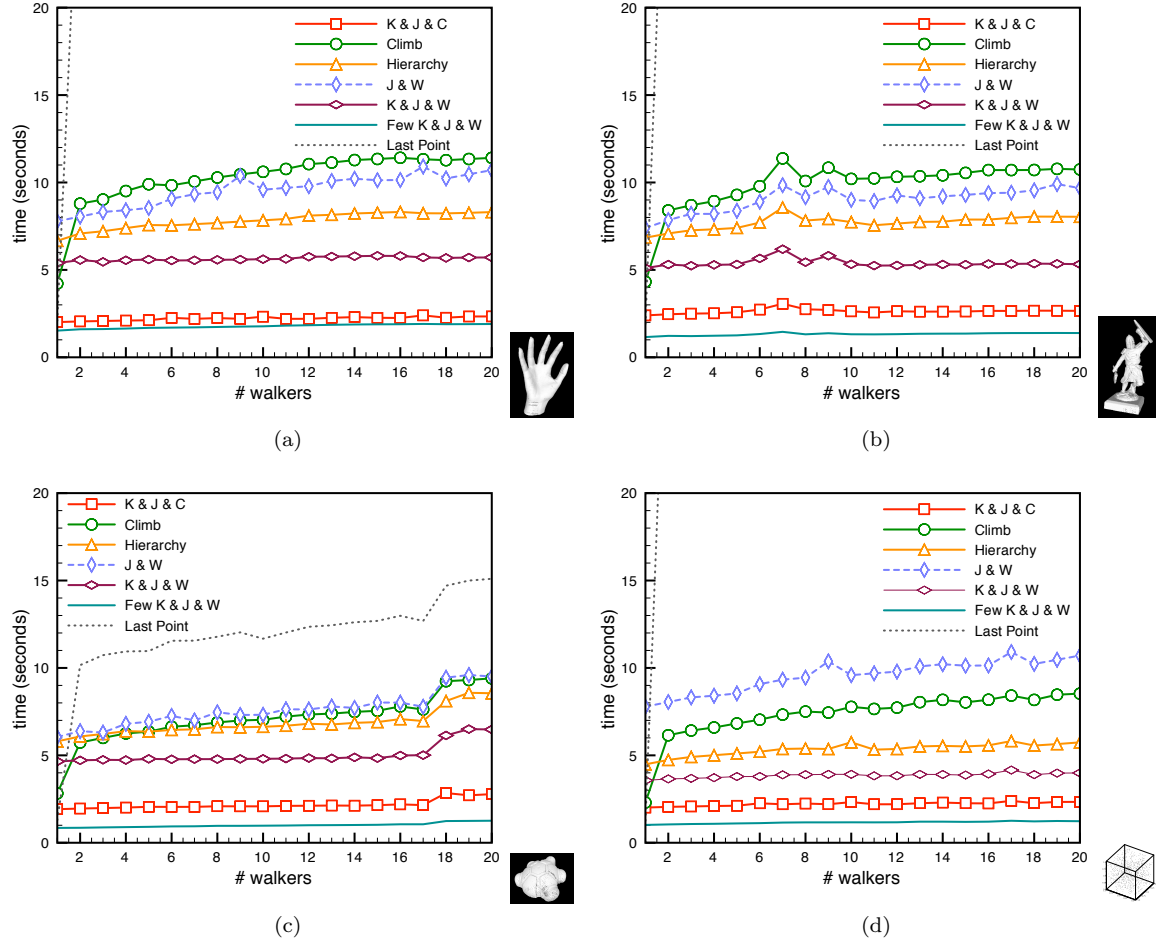 20
15
10
5
0
time (seconds)
K & J & C
Climb
Hierarchy
J & W
K & J & W
Few K & J & W
Last Point
2 4 6 8 10 12 14 16 18 20
# walkers
(a)
20
15
10
5
0
time (seconds)
K & J & C
Climb
Hierarchy
J & W
K & J & W
Few K & J & W
Last Point
2 4 6 8 10 12 14 16 18 20
# walkers
(b)
20
15
10
5
0
time (seconds)
K & J & C
Climb
Hierarchy
J & W
K & J & W
Few K & J & W
Last Point
2 4 6 8 10 12 14 16 18 20
# walkers
(c)
20
15
10
5
0
time (seconds)
K & J & C
Climb
Hierarchy
J & W
K & J & W
Few K & J & W
Last Point
2 4 6 8 10 12 14 16 18 20
# walkers
(d)